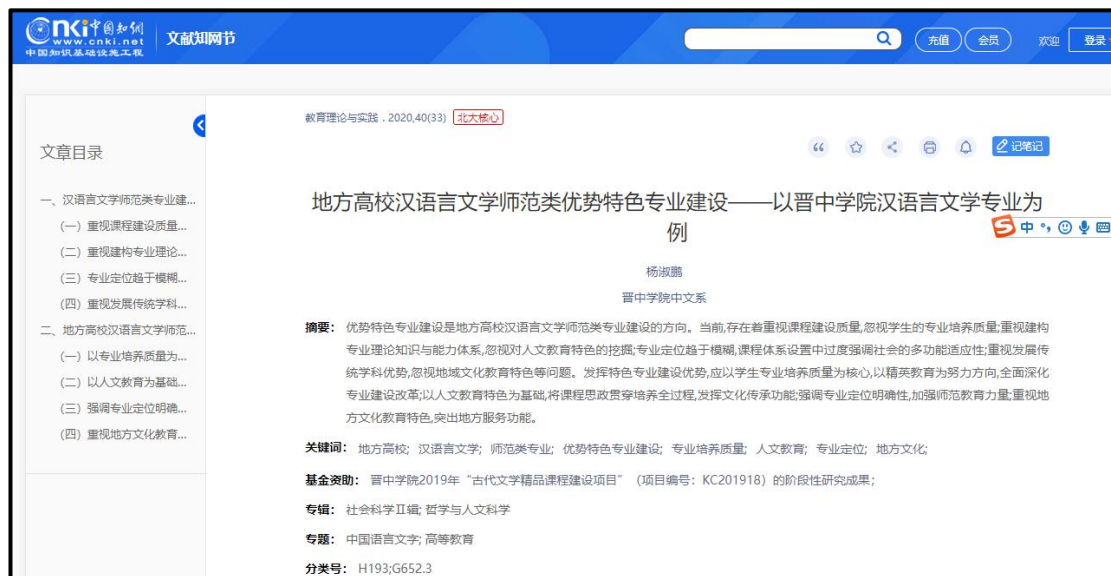 cnki中国知网
www.cnki.net
中国知识基础设施工程
文献知网节
充值
会员
欢迎
登录
文章目录
一、汉语言文学师范类专业建...
（一）重视课程建设质量...
（二）重视建构专业理论...
（三）专业定位趋于模糊...
（四）重视发展传统学科...
二、地方高校汉语言文学师范...
（一）以专业培养质量为...
（二）以人文教育为基础...
（三）强调专业定位明确...
（四）重视地方文化教育...
教育理论与实践 . 2020,40(33) 北大核心
记笔记
地方高校汉语言文学师范类优势特色专业建设——以晋中学院汉语言文学专业为
例
中
杨淑鹏
晋中学院中文系
摘要： 优势特色专业建设是地方高校汉语言文学师范类专业建设的方向。当前,存在着重视课程建设质量,忽视学生的专业培养质量;重视建构
专业理论知识与能力体系,忽视对人文教育特色的挖掘;专业定位趋于模糊,课程体系设置中过度强调社会的多功能适应性;重视发展传
统学科优势,忽视地域文化教育特色等问题。发挥特色专业建设优势,应以学生专业培养质量为核心,以精英教育为努力方向,全面深化
专业建设改革;以人文教育特色为基础,将课程思政贯穿培养全过程,发挥文化传承功能;强调专业定位明确性,加强师范教育力量;重视地
方文化教育特色,突出地方服务功能。
关键词： 地方高校; 汉语言文学; 师范类专业; 优势特色专业建设; 专业培养质量; 人文教育; 专业定位; 地方文化;
基金资助： 晋中学院2019年“古代文学精品课程建设项目”（项目编号：KC201918）的阶段性研究成果;
专辑： 社会科学Ⅱ辑; 哲学与人文科学
专题： 中国语言文字; 高等教育
分类号： H193;G652.3